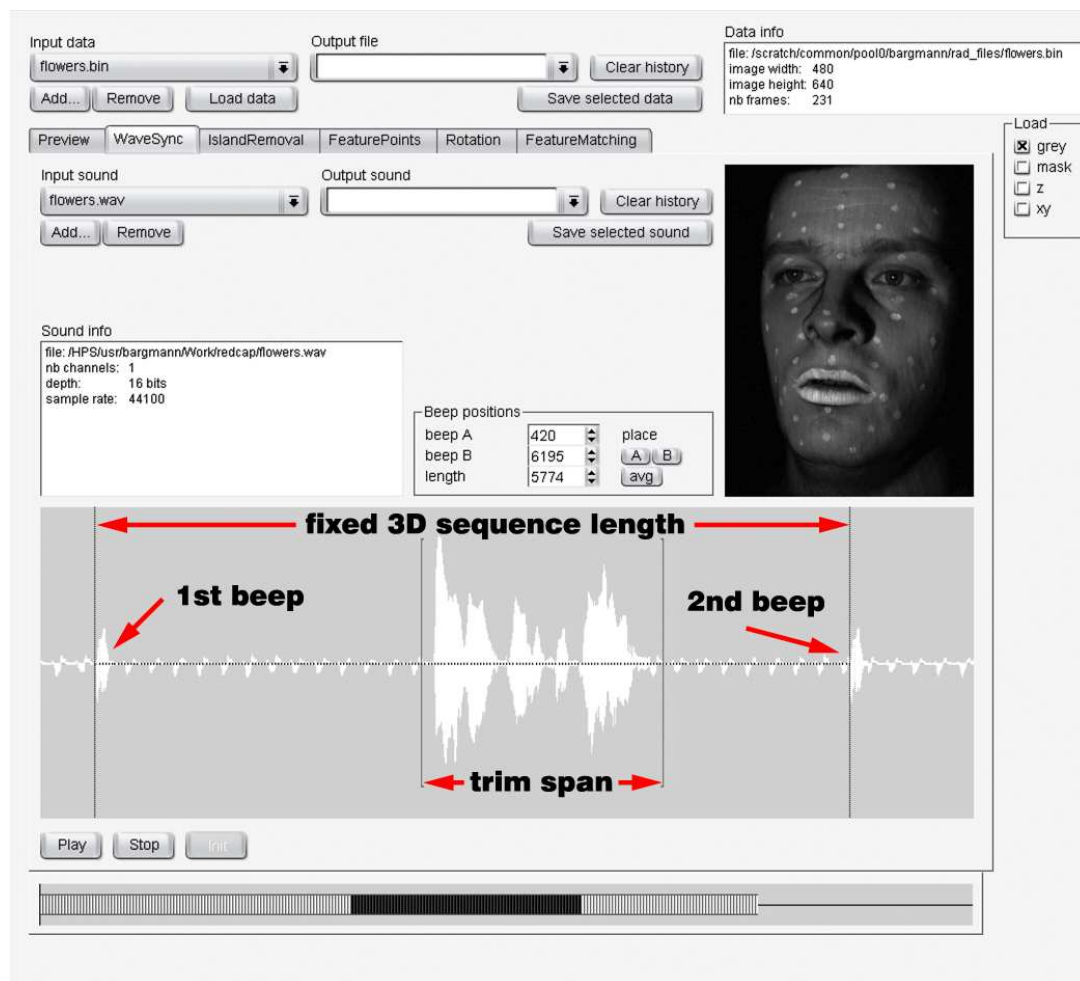 Input data
flowers.bin
Add...
Remove
Load data
Output file
Clear history
Save selected data
Data info
file: /scratch/common/pool0/bargmann/rad_files/flowers.bin
image width: 480
image height: 640
nb frames: 231
Load
grey
mask
z
xy
Preview
WaveSync
IslandRemoval
FeaturePoints
Rotation
FeatureMatching
Input sound
flowers.wav
Add...
Remove
Output sound
Clear history
Save selected sound
Sound info
file: /HPS/usr/bargmann/Work/redcap/flowers.wav
nb channels: 1
depth: 16 bits
sample rate: 44100
Beep positions
beep A 420 place
beep B 6195 A B
length 5774 avg
fixed 3D sequence length
1st beep
2nd beep
trim span
Play
Stop
Init